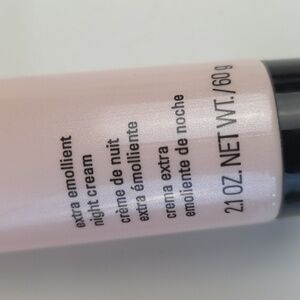 extra emollient
night cream
crème de nuit
extra émolliente
crema extra
emoliente de noche
2.1 OZ. NET WT./60 g